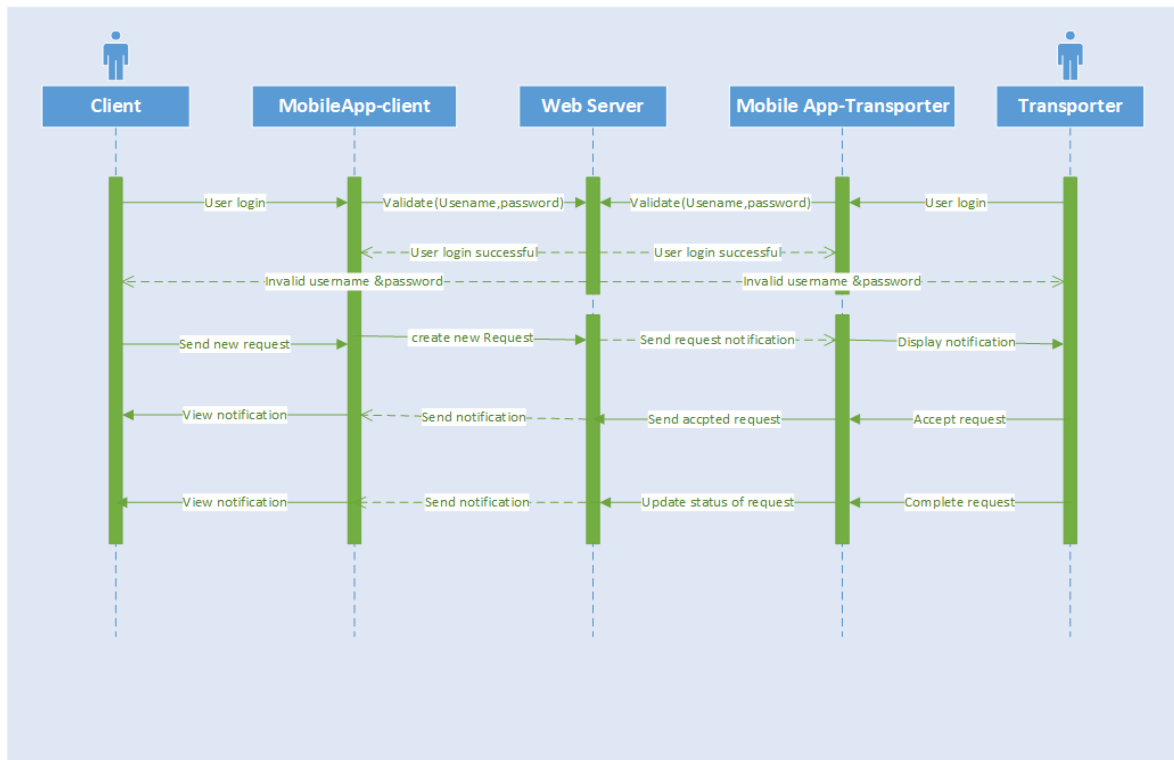 Client
MobileApp-client
Web Server
Mobile App-Transporter
Transporter
User login
Validate(Usename,password)
Validate(Usename,password)
User login
User login successful
User login successful
Invalid username &password
Invalid username &password
Send new request
create new Request
Send request notification
Display notification
View notification
Send notification
Send accpted request
Accept request
View notification
Send notification
Update status of request
Complete request